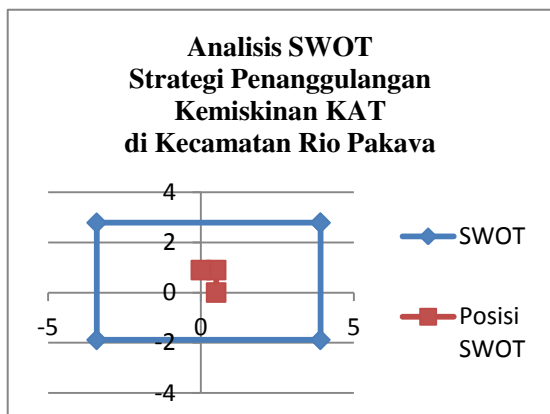 Analisis SWOT
Strategi Penanggulangan
Kemiskinan KAT
di Kecamatan Rio Pakava
4
2
0
-2
-4
-5
0
5
SWOT
Posisi
SWOT